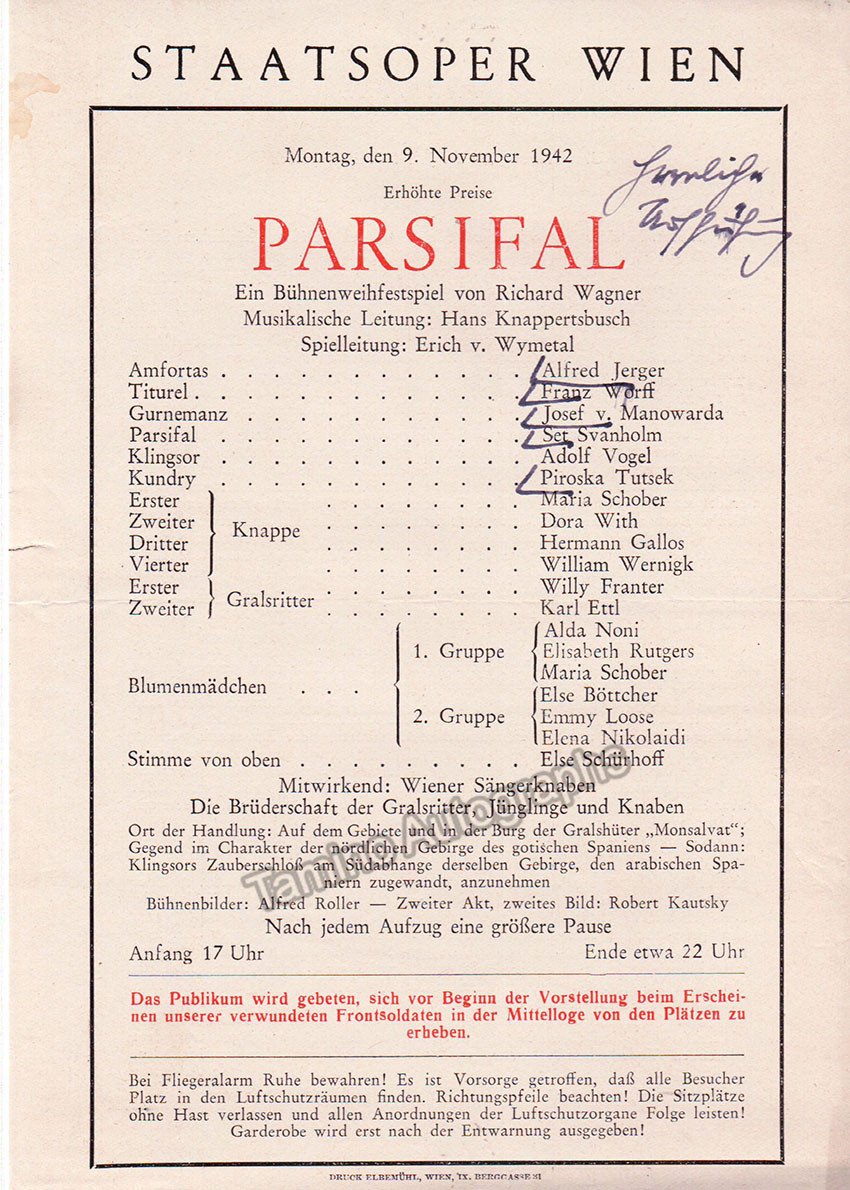 STAATSOPER WIEN
Montag, den 9. November 1942
Herrliche
Aufführung
Erhöhte Preise
PARSIFAL
Ein Bühnenweihfestspiel von Richard Wagner
Musikalische Leitung: Hans Knappertsbusch
Spielleitung: Erich v. Wymetal
Amfortas . . . . . . . . . . . . Alfred Jerger
Titurel . . . . . . . . . . . . . Franz Worff
Gurnemanz . . . . . . . . . . . Josef v. Manowarda
Parsifal . . . . . . . . . . . . Set Svanholm
Klingsor . . . . . . . . . . . . Adolf Vogel
Kundry . . . . . . . . . . . . Piroska Tutsek
Erster . . . . . . . Maria Schober
Zweiter . . . . . . . Dora With
Knappe
Dritter . . . . . . . Hermann Gallos
Vierter . . . . . . . William Wernigk
Erster . . . . . . . Willy Franter
Gralsritter
Zweiter . . . . . . . Karl Ettl
Blumenmädchen . . .
1. Gruppe
Alda Noni
Elisabeth Rutgers
Maria Schober
2. Gruppe
Else Böttcher
Emmy Loose
Elena Nikolaidi
Stimme von oben . . . . . . . . . Else Schürhoff
Mitwirkend: Wiener Sängerknaben
Die Brüderschaft der Gralsritter, Jünglinge und Knaben
Ort der Handlung: Auf dem Gebiete und in der Burg der Gralshüter „Monsalvat";
Gegend im Charakter der nördlichen Gebirge des gotischen Spaniens — Sodann:
Klingsors Zauberschloß am Südabhange derselben Gebirge, den arabischen Spa-
niern zugewandt, anzunehmen
Bühnenbilder: Alfred Roller — Zweiter Akt, zweites Bild: Robert Kautsky
Nach jedem Aufzug eine größere Pause
Anfang 17 Uhr Ende etwa 22 Uhr
Das Publikum wird gebeten, sich vor Beginn der Vorstellung beim Erschei-
nen unserer verwundeten Frontsoldaten in der Mittelloge von den Plätzen zu
erheben.
Bei Fliegeralarm Ruhe bewahren! Es ist Vorsorge getroffen, daß alle Besucher
Platz in den Luftschutzräumen finden. Richtungspfeile beachten! Die Sitzplätze
ohne Hast verlassen und allen Anordnungen der Luftschutzorgane Folge leisten!
Garderobe wird erst nach der Entwarnung ausgegeben!
DRUCK ELBEMÜHL, WIEN, IX. BERGGASSE 31
Tamino Autographs